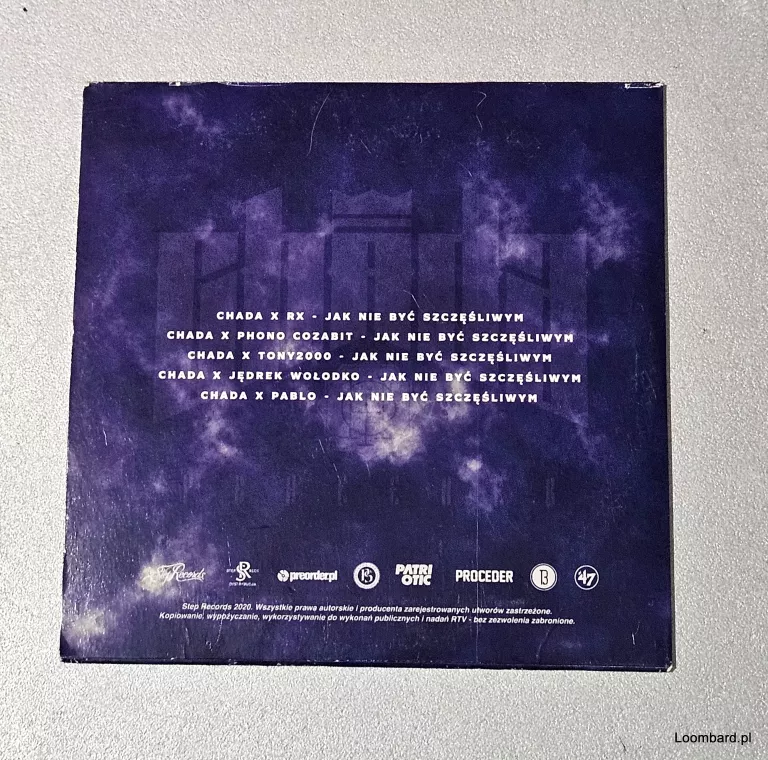 CHADA
CHADA X RX - JAK NIE BYĆ SZCZĘŚLIWYM
CHADA X PHONO COZABIT - JAK NIE BYĆ SZCZĘŚLIWYM
CHADA X TONY2000 - JAK NIE BYĆ SZCZĘŚLIWYM
CHADA X JĘDREK WOŁODKO - JAK NIE BYĆ SZCZĘŚLIWYM
CHADA X PABLO - JAK NIE BYĆ SZCZĘŚLIWYM
Step Records preorder.pl PATRIOTIC PROCEDER B 47
Step Records 2020. Wszystkie prawa autorskie i producenta zarejestrowanych utworów zastrzeżone.
Kopiowanie, wypożyczanie, wykorzystywanie do wykonań publicznych i nadań RTV - bez zezwolenia zabronione.
Loombard.pl